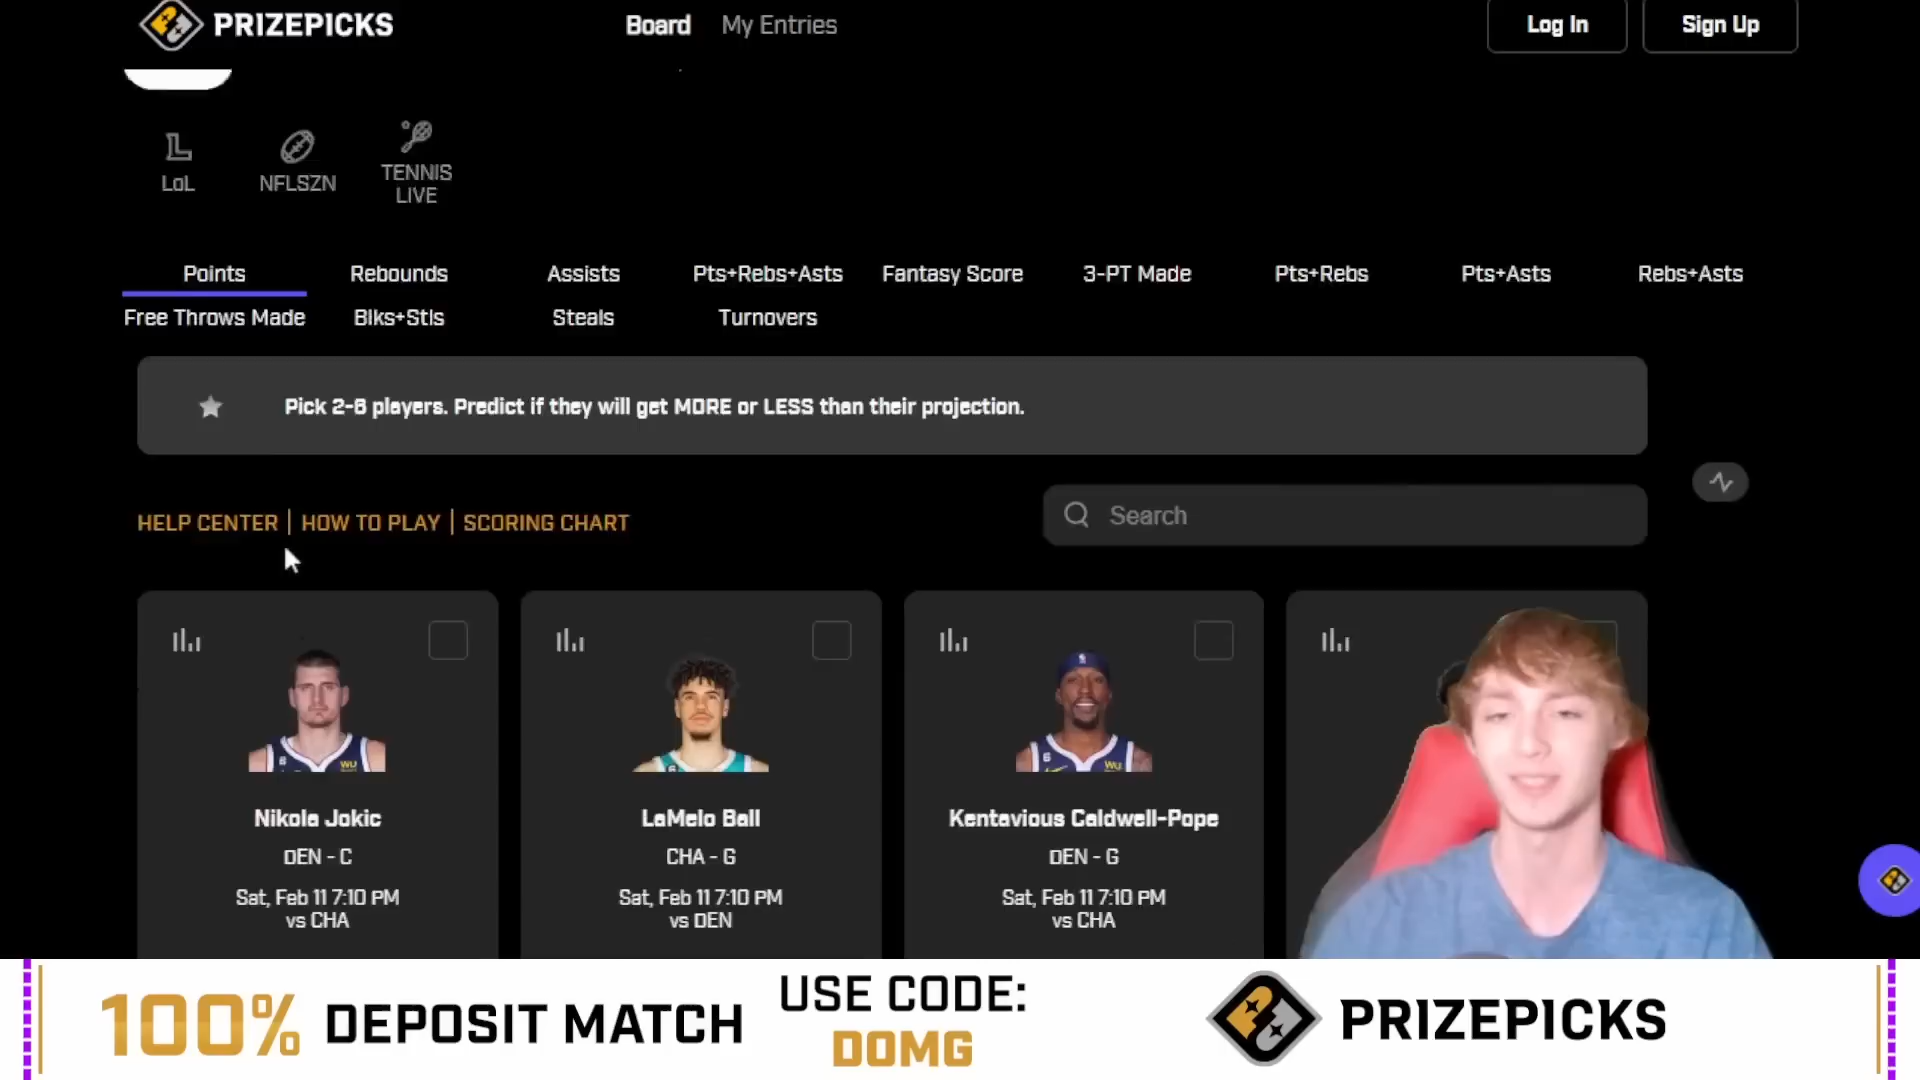 PRIZEPICKS
Board
My Entries
Log In
Sign Up
LoL
NFLSZN
TENNIS
LIVE
Points
Rebounds
Assists
Pts+Rebs+Asts
Fantasy Score
3-PT Made
Pts+Rebs
Pts+Asts
Rebs+Asts
Free Throws Made
Blks+Stls
Steals
Turnovers
Pick 2-6 players. Predict if they will get MORE or LESS than their projection.
HELP CENTER | HOW TO PLAY | SCORING CHART
Search
Nikola Jokic
DEN - C
Sat, Feb 11 7:10 PM
vs CHA
LaMelo Ball
CHA - G
Sat, Feb 11 7:10 PM
vs DEN
Kentavious Caldwell-Pope
DEN - G
Sat, Feb 11 7:10 PM
vs CHA
100% DEPOSIT MATCH
USE CODE:
DOMG
PRIZEPICKS